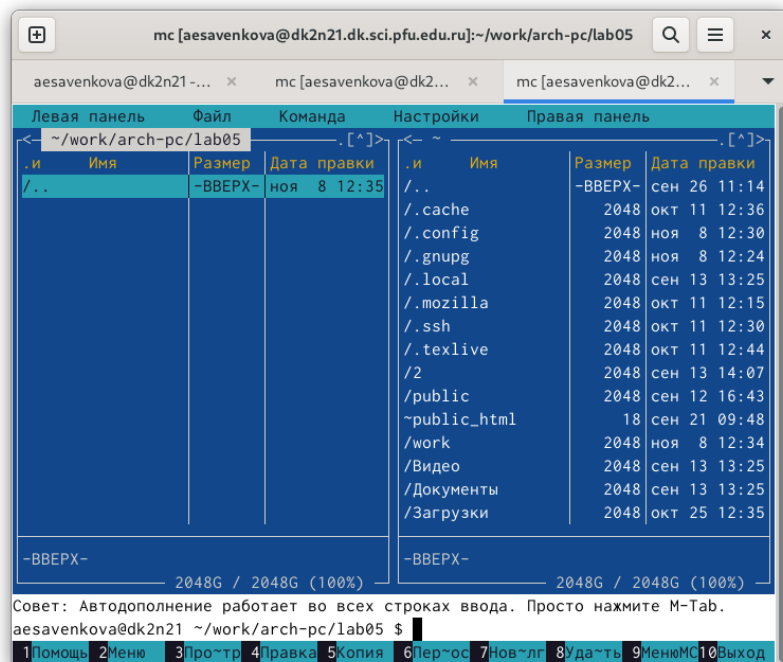 mc [aesavenkova@dk2n21.dk.sci.pfu.edu.ru]:~/work/arch-pc/lab05
aesavenkova@dk2n21 -... × mc [aesavenkova@dk2... × mc [aesavenkova@dk2... ×
Левая панель Файл Команда Настройки Правая панель
<— ~/work/arch-pc/lab05 .[^]> <— ~ .[^]>
.и Имя Размер Дата правки .и Имя Размер Дата правки
/.. -ВВЕРХ- ноя 8 12:35 /.. -ВВЕРХ- сен 26 11:14
/.cache 2048 окт 11 12:36
/.config 2048 ноя 8 12:30
/.gnupg 2048 ноя 8 12:24
/.local 2048 сен 13 13:25
/.mozilla 2048 окт 11 12:15
/.ssh 2048 окт 11 12:30
/.texlive 2048 окт 11 12:44
/2 2048 сен 13 14:07
/public 2048 сен 12 16:43
~public_html 18 сен 21 09:48
/work 2048 ноя 8 12:34
/Видео 2048 сен 13 13:25
/Документы 2048 сен 13 13:25
/Загрузки 2048 окт 25 12:35
-ВВЕРХ- -ВВЕРХ-
2048G / 2048G (100%) 2048G / 2048G (100%)
Совет: Автодополнение работает во всех строках ввода. Просто нажмите M-Tab.
aesavenkova@dk2n21 ~/work/arch-pc/lab05 $
1Помощь 2Меню 3Про~тр 4Правка 5Копия 6Пер~ос 7Нов~лг 8Уда~ть 9МенюMC 10Выход